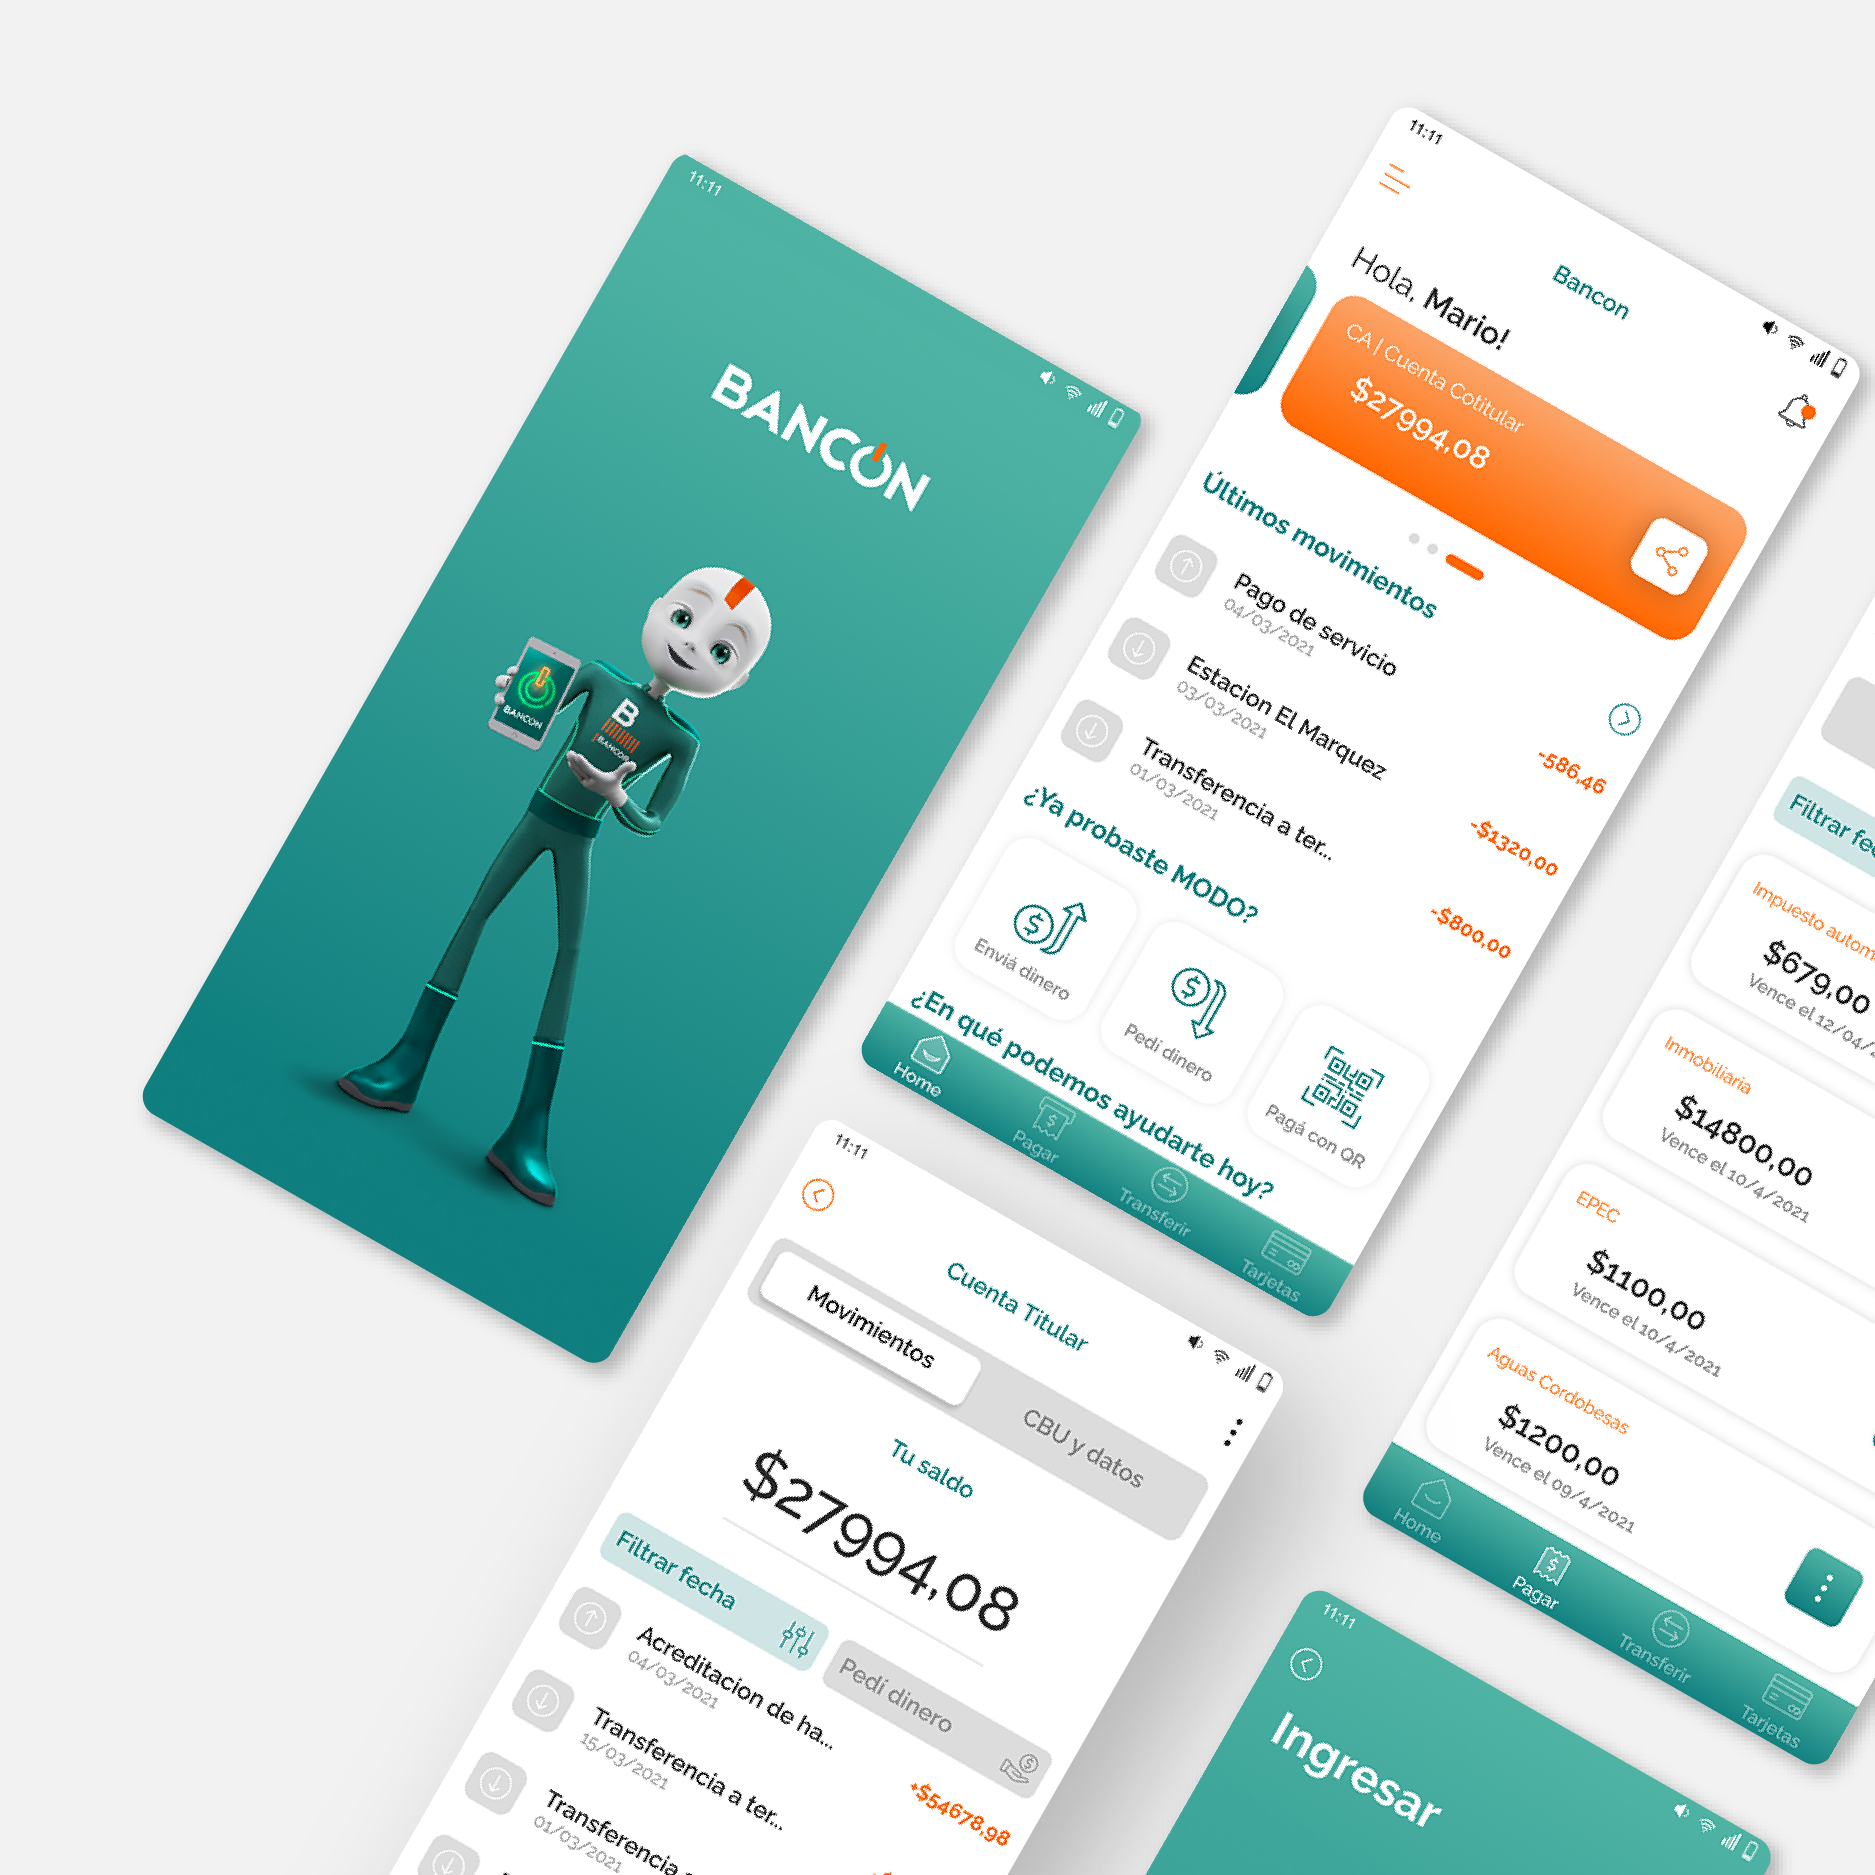 11:11
BANCON
BANCON
B
BANCON
11:11
Bancon
Hola, Mario!
CA | Cuenta Cotitular
$27994,08
Últimos movimientos
Pago de servicio
04/03/2021
-586,46
Estacion El Marquez
03/03/2021
-$1320,00
Transferencia a ter...
01/03/2021
-$800,00
¿Ya probaste MODO?
Enviá dinero
Pedí dinero
Pagá con QR
¿En qué podemos ayudarte hoy?
Home
Pagar
Transferir
Tarjetas
11:11
Cuenta Titular
Movimientos
CBU y datos
Tu saldo
$27994,08
Filtrar fecha
Pedí dinero
Acreditacion de ha...
04/03/2021
+$54678,98
Transferencia a ter...
15/03/2021
Transferencia
01/03/2021
Filtrar fec
Impuesto autom
$679,00
Vence el 12/04/
Inmobiliaria
$14800,00
Vence el 10/4/2021
EPEC
$1100,00
Vence el 10/4/2021
Aguas Cordobesas
$1200,00
Vence el 09/4/2021
Home
Pagar
Transferir
Tarjetas
11:11
Ingresar